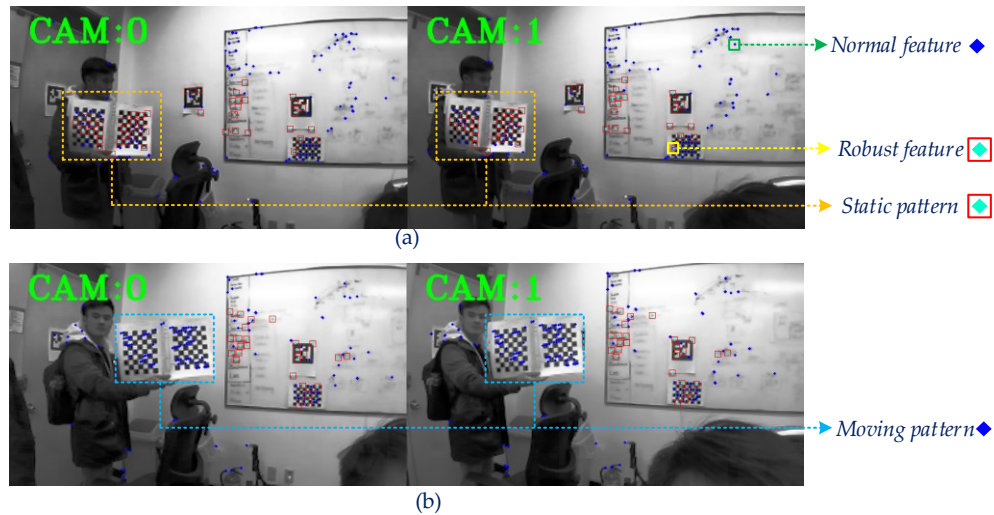 CAM:0
CAM:1
Normal feature
Robust feature
Static pattern
(a)
CAM:0
CAM:1
Moving pattern
(b)